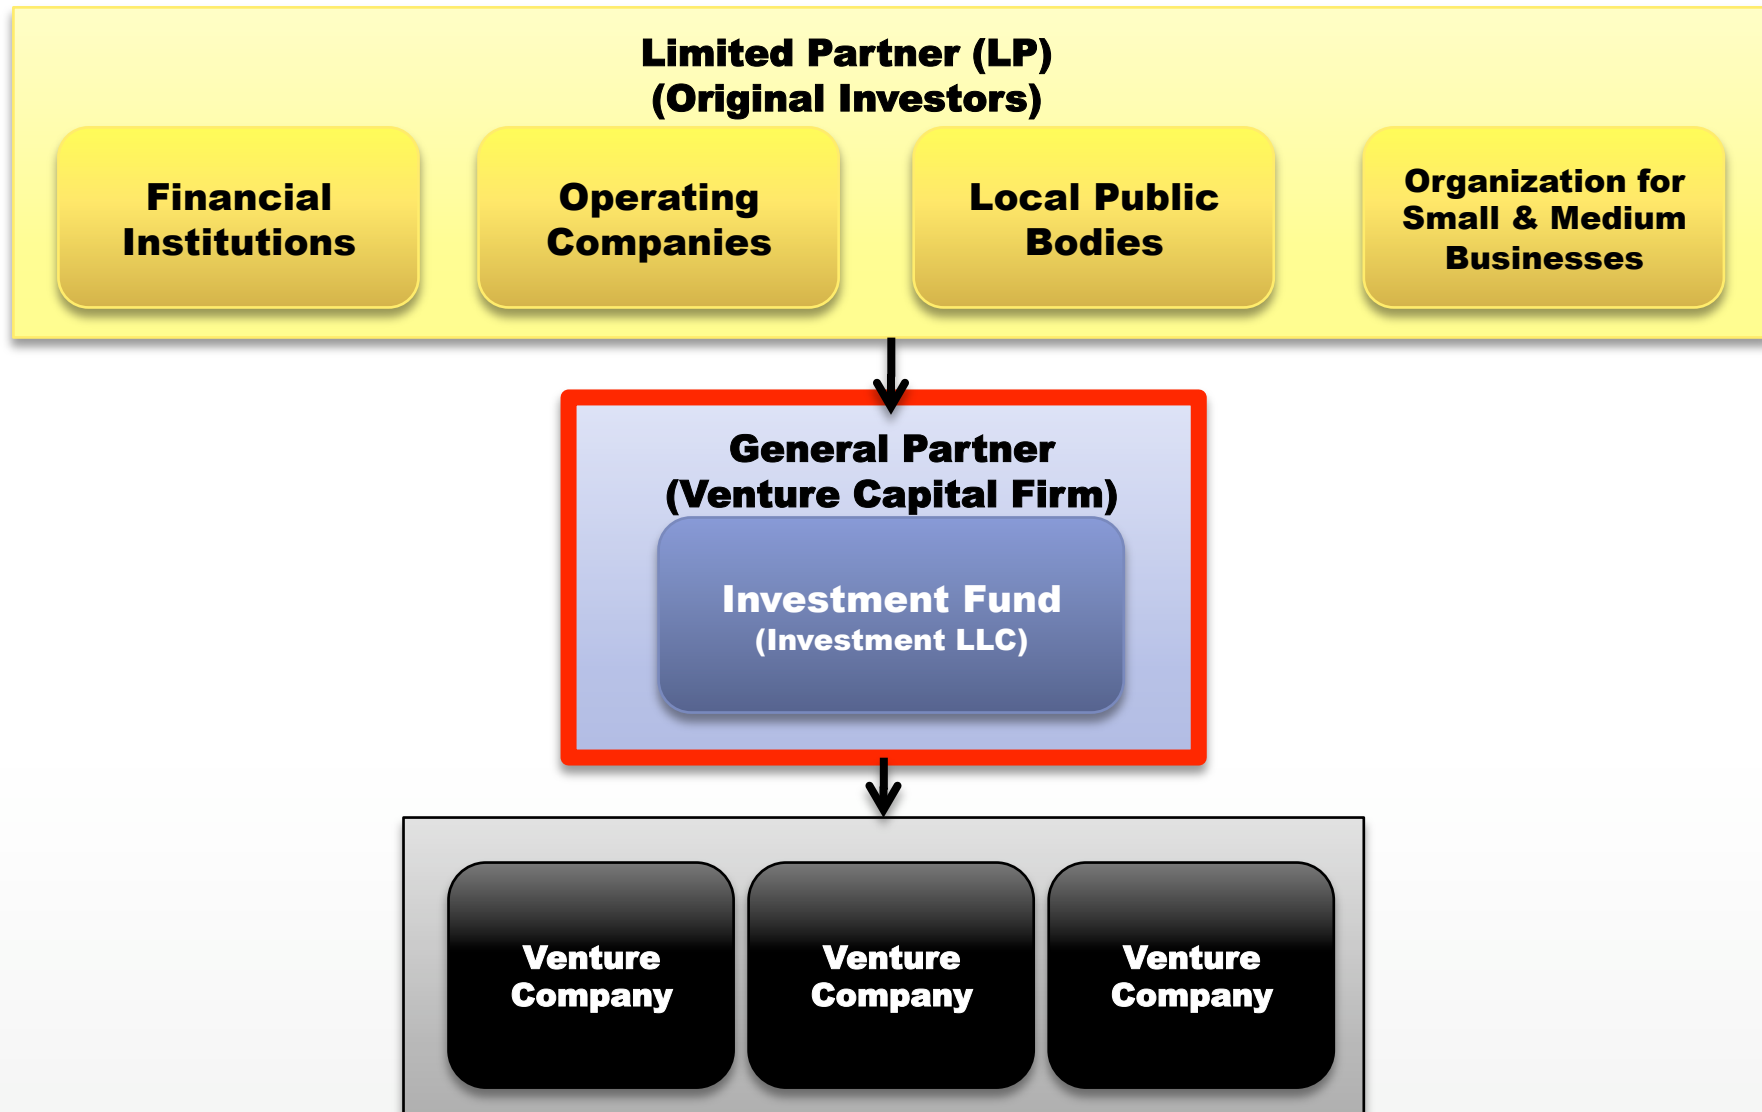 Limited Partner (LP)
(Original Investors)
Financial
Institutions
Operating
Companies
Local Public
Bodies
Organization for
Small & Medium
Businesses
General Partner
(Venture Capital Firm)
Investment Fund
(Investment LLC)
Venture
Company
Venture
Company
Venture
Company